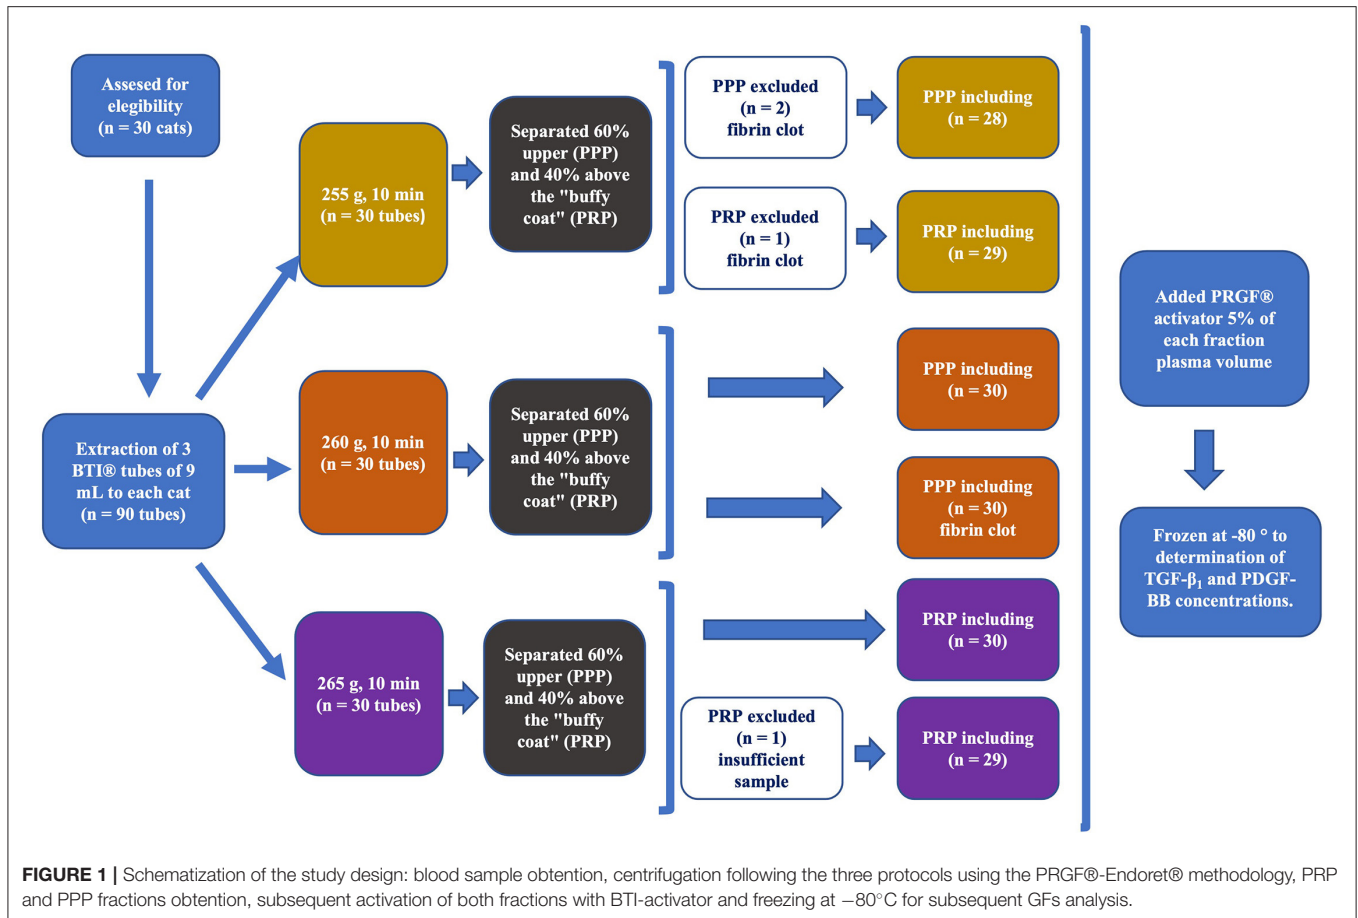 Assesed for
elegibility
(n = 30 cats)
Extraction of 3
BTI® tubes of 9
mL to each cat
(n = 90 tubes)
255 g, 10 min
(n = 30 tubes)
Separated 60%
upper (PPP)
and 40% above
the "buffy
coat" (PRP)
PPP excluded
(n = 2)
fibrin clot
PPP including
(n = 28)
PRP excluded
(n = 1)
fibrin clot
PRP including
(n = 29)
260 g, 10 min
(n = 30 tubes)
Separated 60%
upper (PPP)
and 40% above
the "buffy
coat" (PRP)
PPP including
(n = 30)
PPP including
(n = 30)
fibrin clot
265 g, 10 min
(n = 30 tubes)
Separated 60%
upper (PPP)
and 40% above
the "buffy
coat" (PRP)
PRP including
(n = 30)
PRP excluded
(n = 1)
insufficient
sample
PRP including
(n = 29)
Added PRGF®
activator 5% of
each fraction
plasma volume
Frozen at -80 ° to
determination of
TGF-β₁ and PDGF-
BB concentrations.
FIGURE 1 | Schematization of the study design: blood sample obtention, centrifugation following the three protocols using the PRGF®-Endoret® methodology, PRP
and PPP fractions obtention, subsequent activation of both fractions with BTI-activator and freezing at −80°C for subsequent GFs analysis.